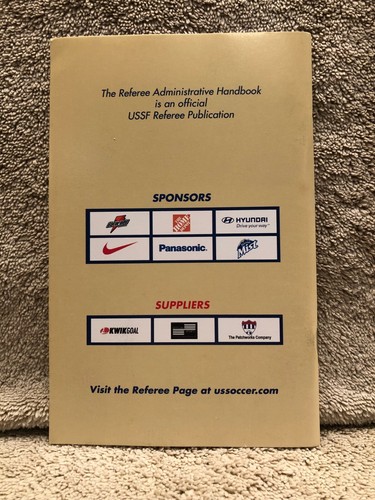 The Referee Administrative Handbook
is an official
USSF Referee Publication
SPONSORS
HYUNDAI
Drive your way™
Panasonic.
SUPPLIERS
KWIKGOAL
The Patchworks Company
Visit the Referee Page at ussoccer.com